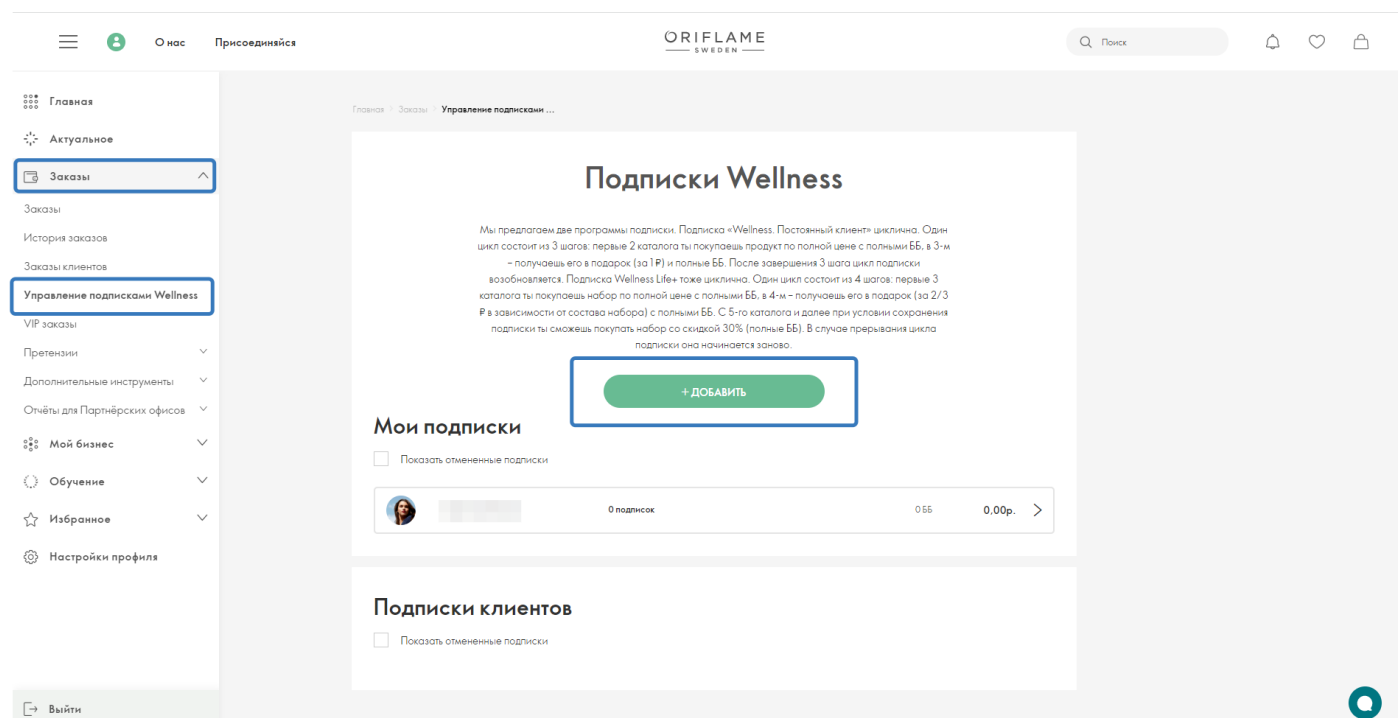 О нас
Присоединяйся
ORIFLAME
SWEDEN
Поиск
Главная
Актуальное
Заказы
Заказы
История заказов
Заказы клиентов
Управление подписками Wellness
VIP заказы
Претензии
Дополнительные инструменты
Отчёты для Партнёрских офисов
Мой бизнес
Обучение
Избранное
Настройки профиля
Выйти
Главная Заказы Управление подписками ...
Подписки Wellness
Мы предлагаем две программы подписки. Подписка «Wellness. Постоянный клиент» циклична. Один
цикл состоит из 3 шагов: первые 2 каталога ты покупаешь продукт по полной цене с полными ББ, в 3-м
– получаешь его в подарок (за 1 ₽) и полные ББ. После завершения 3 шага цикл подписки
возобновляется. Подписка Wellness Life+ тоже циклична. Один цикл состоит из 4 шагов: первые 3
каталога ты покупаешь набор по полной цене с полными ББ, в 4-м – получаешь его в подарок (за 2/3
₽ в зависимости от состава набора) с полными ББ. С 5-го каталога и далее при условии сохранения
подписки ты сможешь покупать набор со скидкой 30% (полные ББ). В случае прерывания цикла
подписки она начинается заново.
+ ДОБАВИТЬ
Мои подписки
Показать отмененные подписки
0 подписок 0 ББ 0,00р.
Подписки клиентов
Показать отмененные подписки